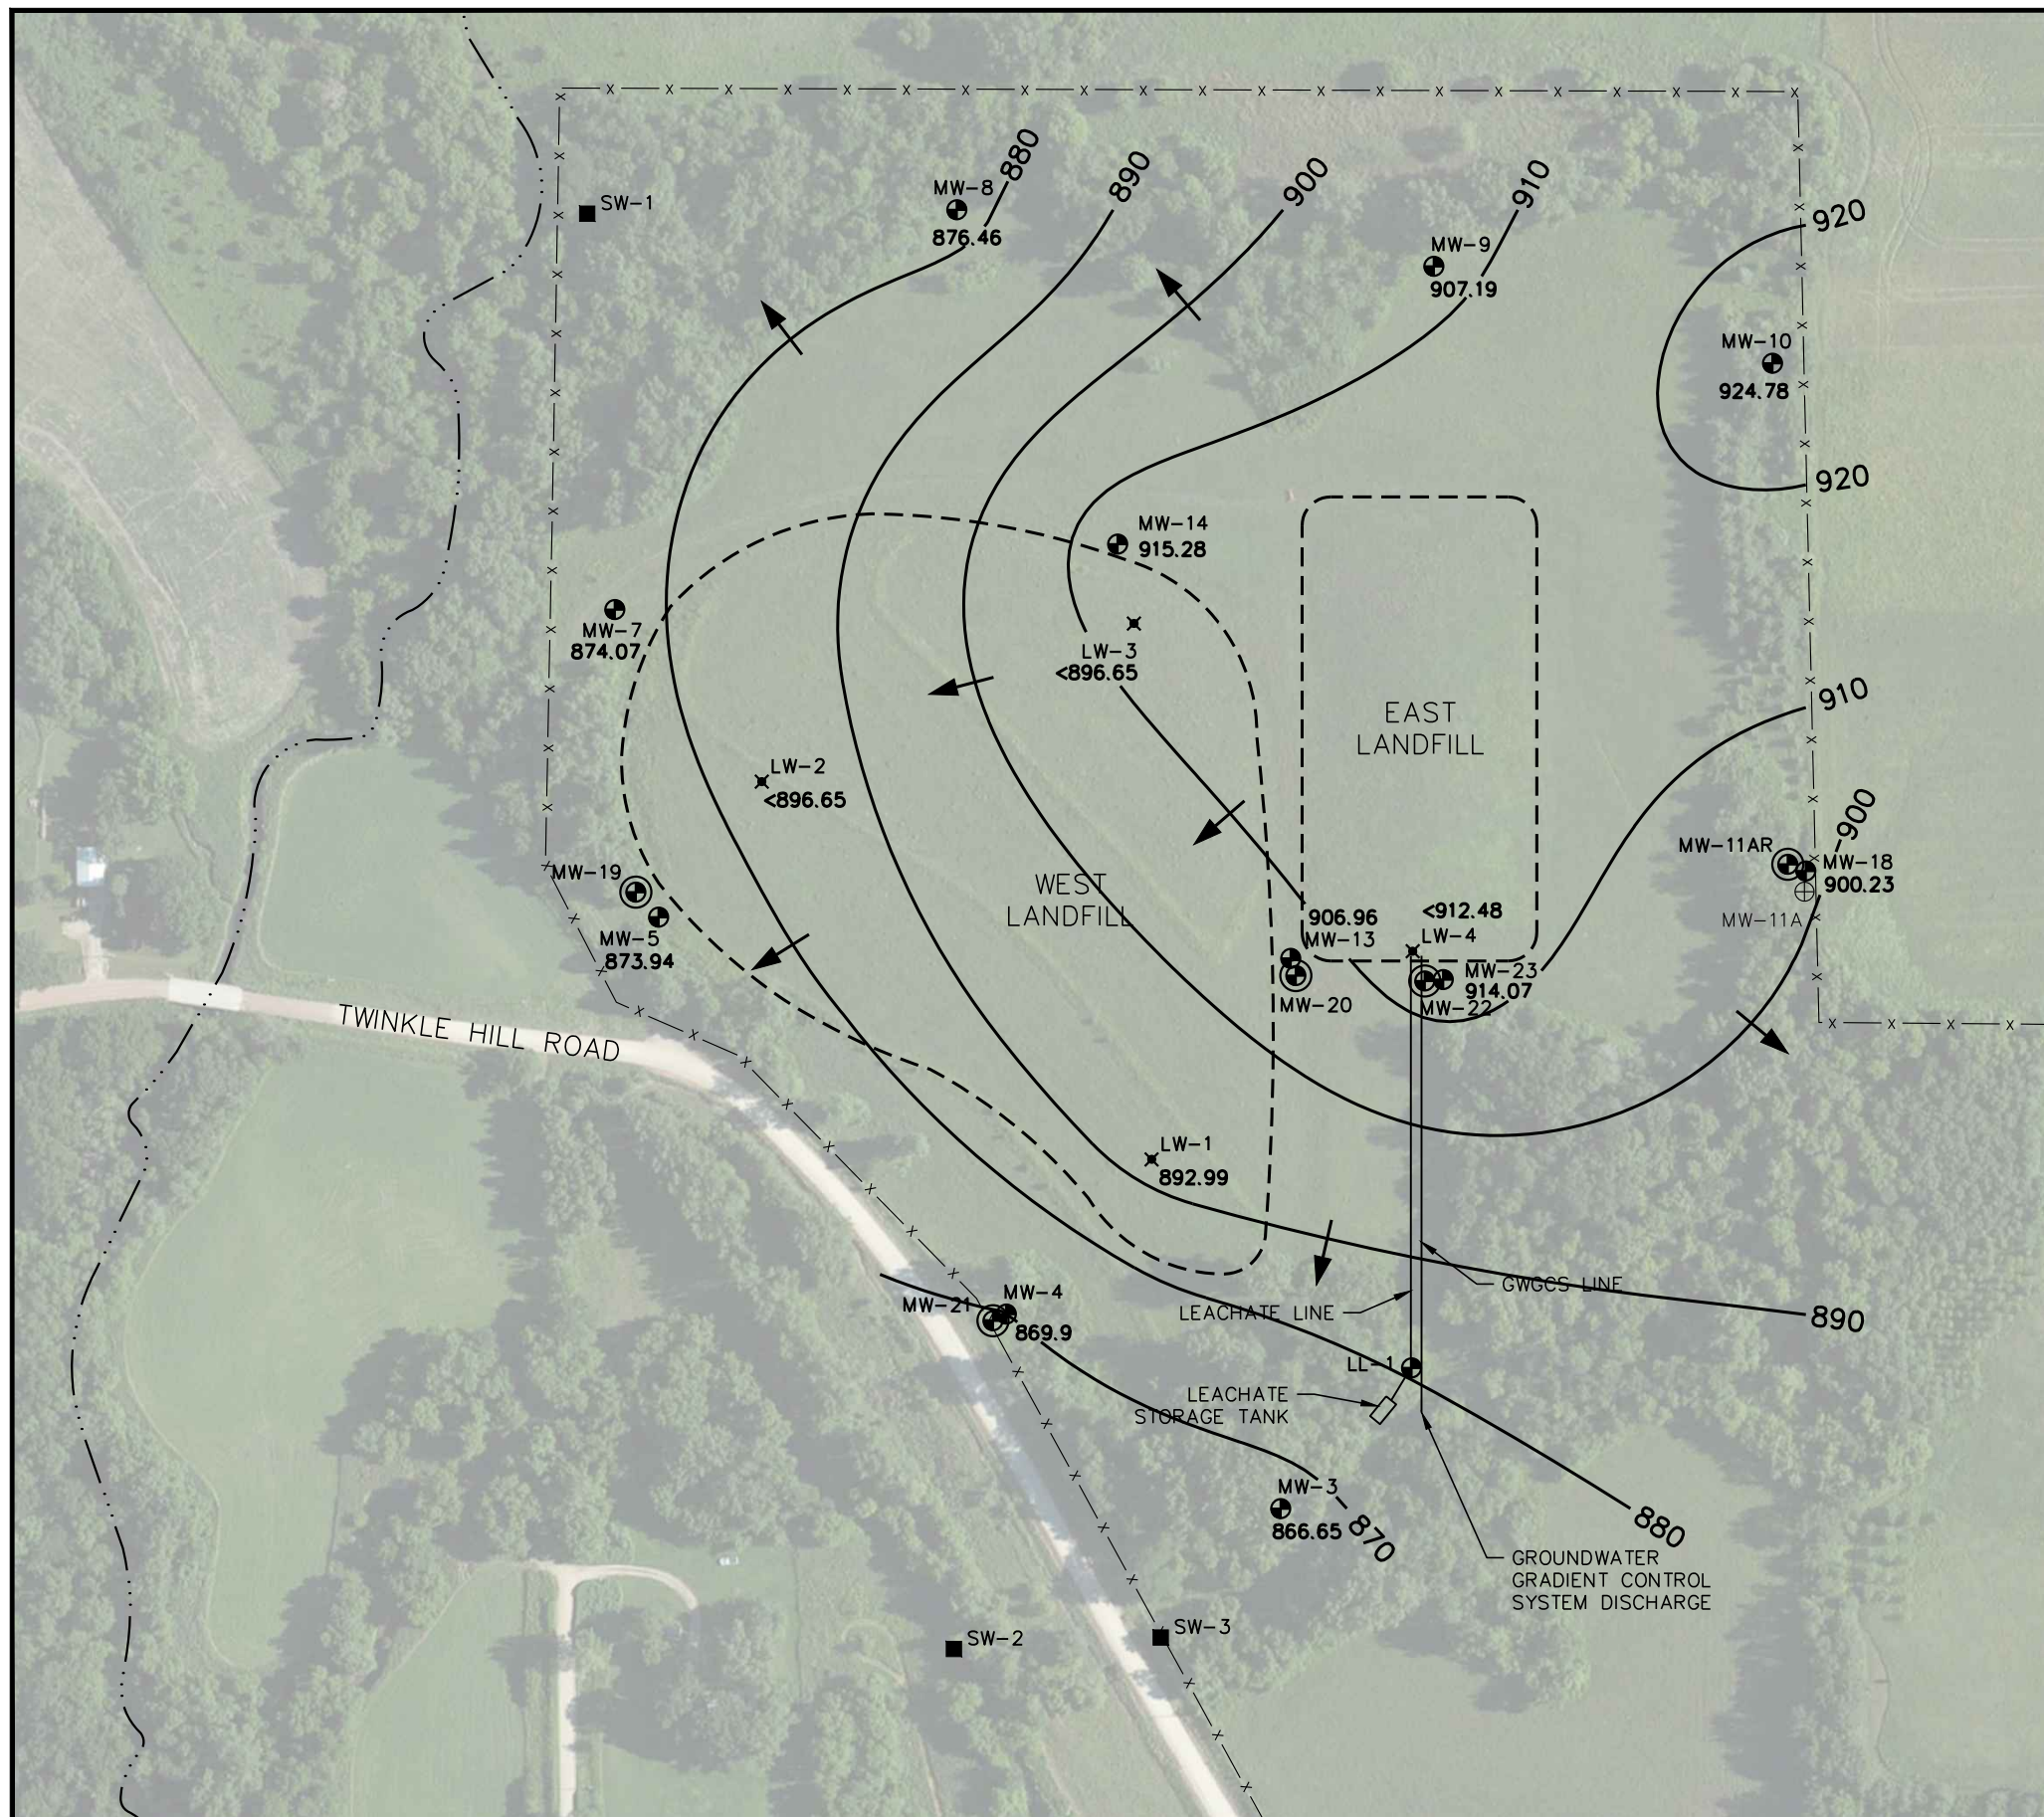 880
890
900
910
920
MW-8
876.46
SW-1
MW-9
907.19
MW-10
924.78
920
MW-14
915.28
MW-7
874.07
LW-3
<896.65
910
EAST
LANDFILL
LW-2
<896.65
900
MW-11AR
MW-18
900.23
MW-11A
MW-19
MW-5
873.94
WEST
LANDFILL
906.96
MW-13
MW-20
<912.48
LW-4
MW-23
914.07
MW-22
TWINKLE HILL ROAD
LW-1
892.99
GWGCS LINE
LEACHATE LINE
890
MW-21
MW-4
869.9
LL-1
LEACHATE
STORAGE TANK
MW-3
866.65
870
880
GROUNDWATER
GRADIENT CONTROL
SYSTEM DISCHARGE
SW-2
SW-3